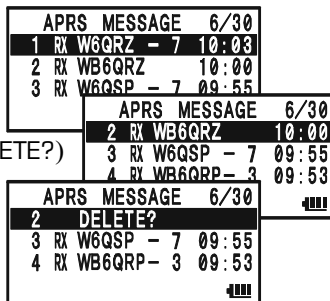 APRS MESSAGE 6/30
1 RX W6QRZ - 7 10:03
2 RX WB6QRZ 10:00
3 RX W6QSP - 7 09:55
ETE?)
APRS MESSAGE 6/30
2 RX WB6QRZ 10:00
3 RX W6QSP - 7 09:55
4 RX WB6QRP- 3 09:53
APRS MESSAGE 6/30
2 DELETE?
3 RX W6QSP - 7 09:55
4 RX WB6QRP- 3 09:53